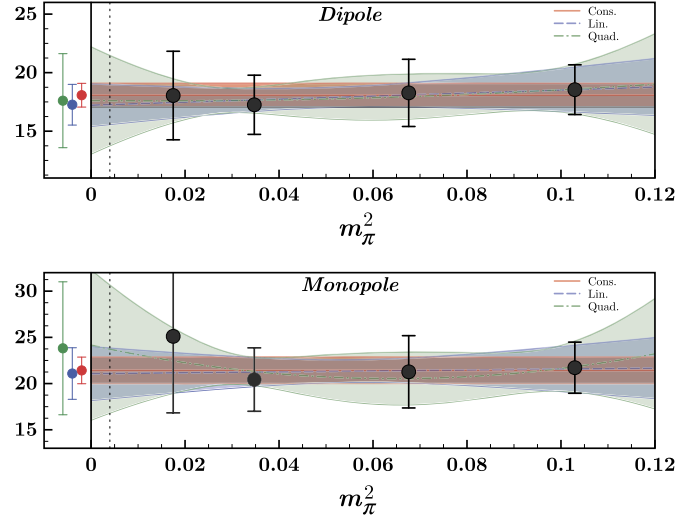 Dipole
Cons.
Lin.
Quad.
25
20
15
0 0.02 0.04 0.06 0.08 0.1 0.12
m_π^2
Monopole
Cons.
Lin.
Quad.
30
25
20
15
0 0.02 0.04 0.06 0.08 0.1 0.12
m_π^2